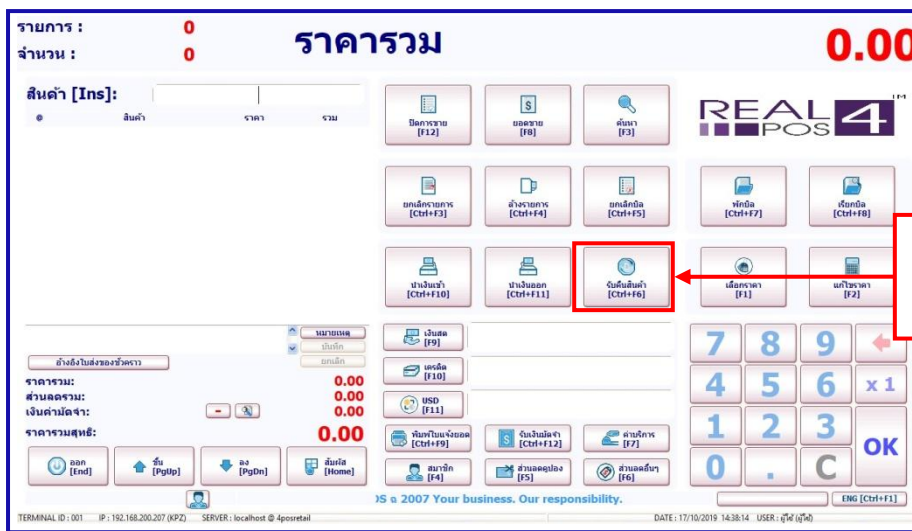 รายการ : 0
จำนวน : 0
ราคารวม
0.00
สินค้า [Ins]:
@ สินค้า ราคา รวม
ปิดการขาย [F12]
ยอดขาย [F8]
ค้นหา [F3]
REAL POS 4 TM
ยกเลิกรายการ [Ctrl+F3]
ล้างรายการ [Ctrl+F4]
ยกเลิกบิล [Ctrl+F5]
พักบิล [Ctrl+F7]
เรียกบิล [Ctrl+F8]
นำเงินเข้า [Ctrl+F10]
นำเงินออก [Ctrl+F11]
รับคืนสินค้า [Ctrl+F6]
เลือกราคา [F1]
แก้ไขราคา [F2]
หมายเหตุ
บันทึก
ยกเลิก
อ้างอิงใบส่งของชั่วคราว
ราคารวม: 0.00
ส่วนลดรวม: 0.00
เงินค่ามัดจำ: - 0.00
ราคารวมสุทธิ: 0.00
เงินสด [F9]
เครดิต [F10]
USD [F11]
พิมพ์ใบแจ้งยอด [Ctrl+F9]
รับเงินมัดจำ [Ctrl+F12]
ค่าบริการ [F7]
สมาชิก [F4]
ส่วนลดคูปอง [F5]
ส่วนลดอื่นๆ [F6]
7 8 9
4 5 6 x 1
1 2 3
0 . C OK
ออก [End]
ขึ้น [PgUp]
ลง [PgDn]
สัมผัส [Home]
2007 Your business. Our responsibility.
ENG [Ctrl+F1]
TERMINAL ID : 001 IP : 192.168.200.207 (KPZ) SERVER : localhost @ 4posretail DATE : 17/10/2019 14:38:14 USER :